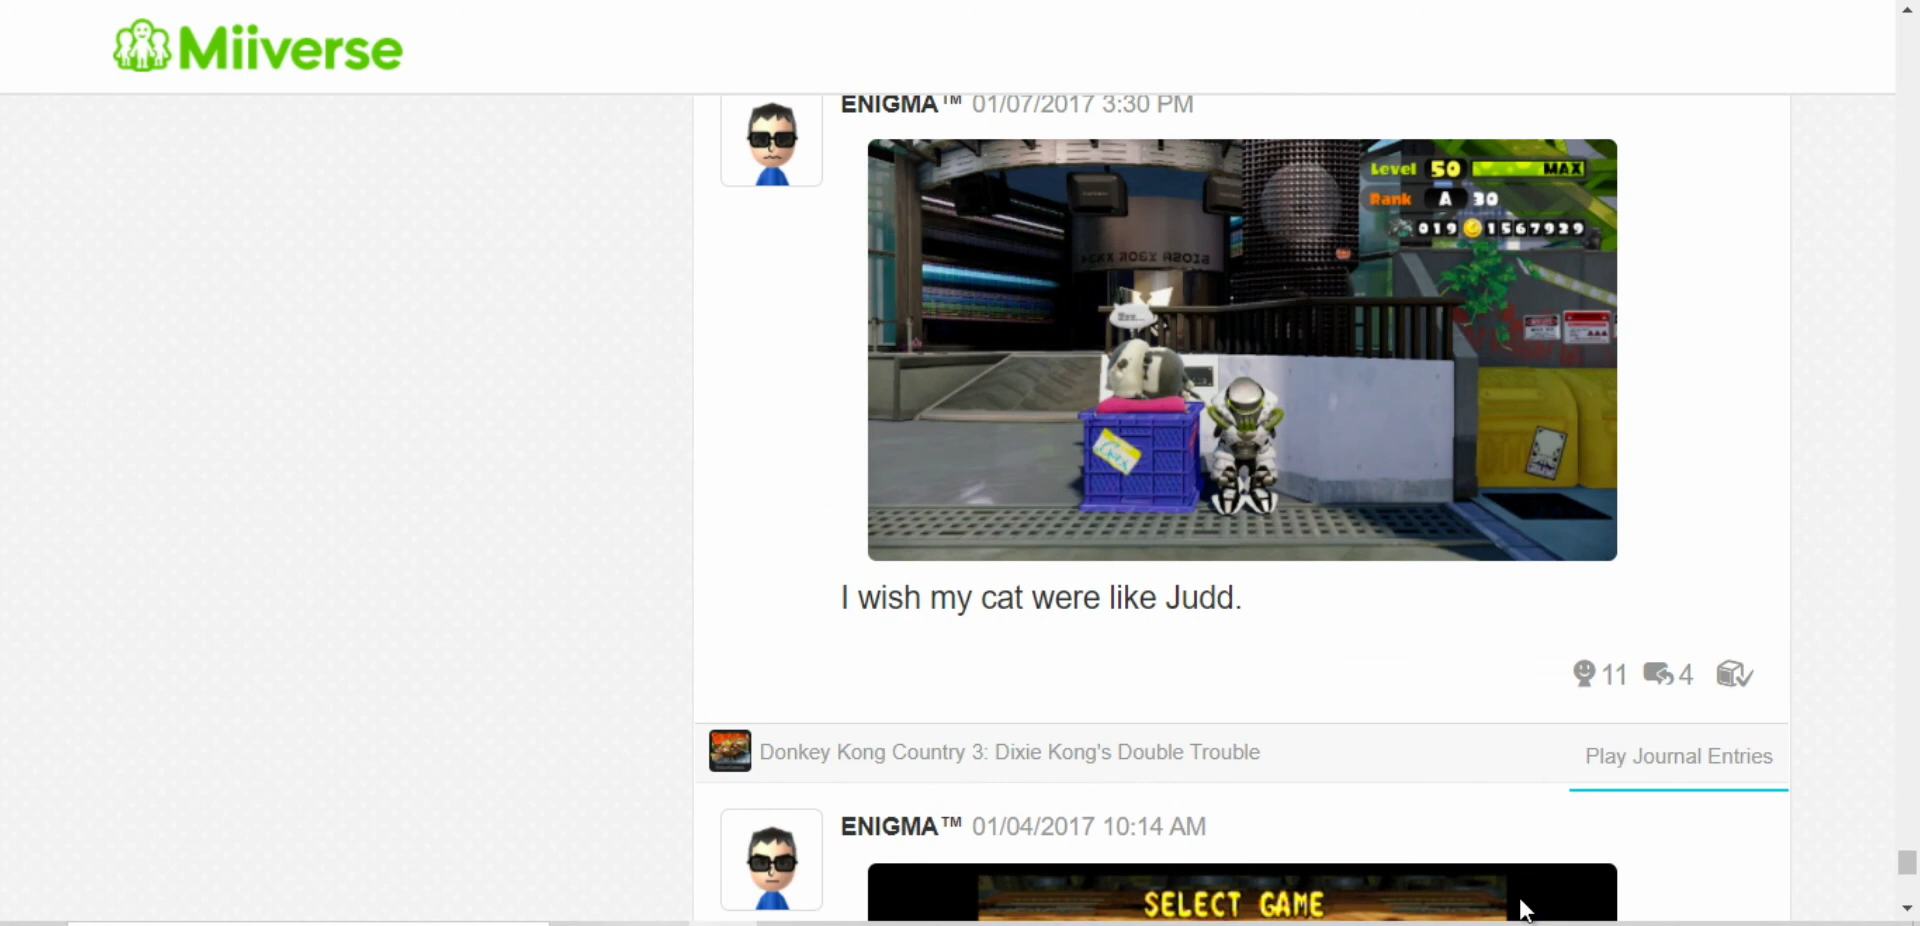 Miiverse
ENIGMA™ 01/07/2017 3:30 PM
Level 50 MAX
Rank A 30
019 1567929
I wish my cat were like Judd.
11 4
Donkey Kong Country 3: Dixie Kong's Double Trouble
Play Journal Entries
ENIGMA™ 01/04/2017 10:14 AM
SELECT GAME